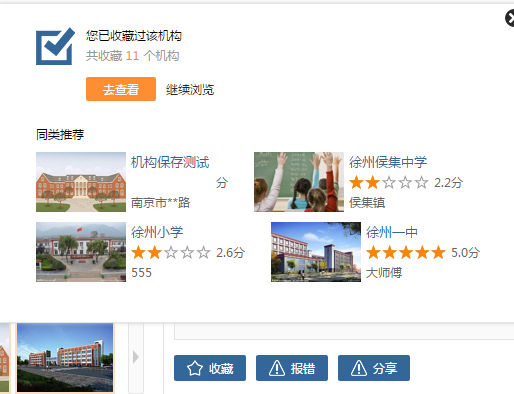 您已收藏过该机构
共收藏 11 个机构
去查看 继续浏览
同类推荐
机构保存测试
分
南京市**路
徐州侯集中学
2.2分
侯集镇
徐州小学
2.6分
555
徐州一中
5.0分
大师傅
收藏 报错 分享